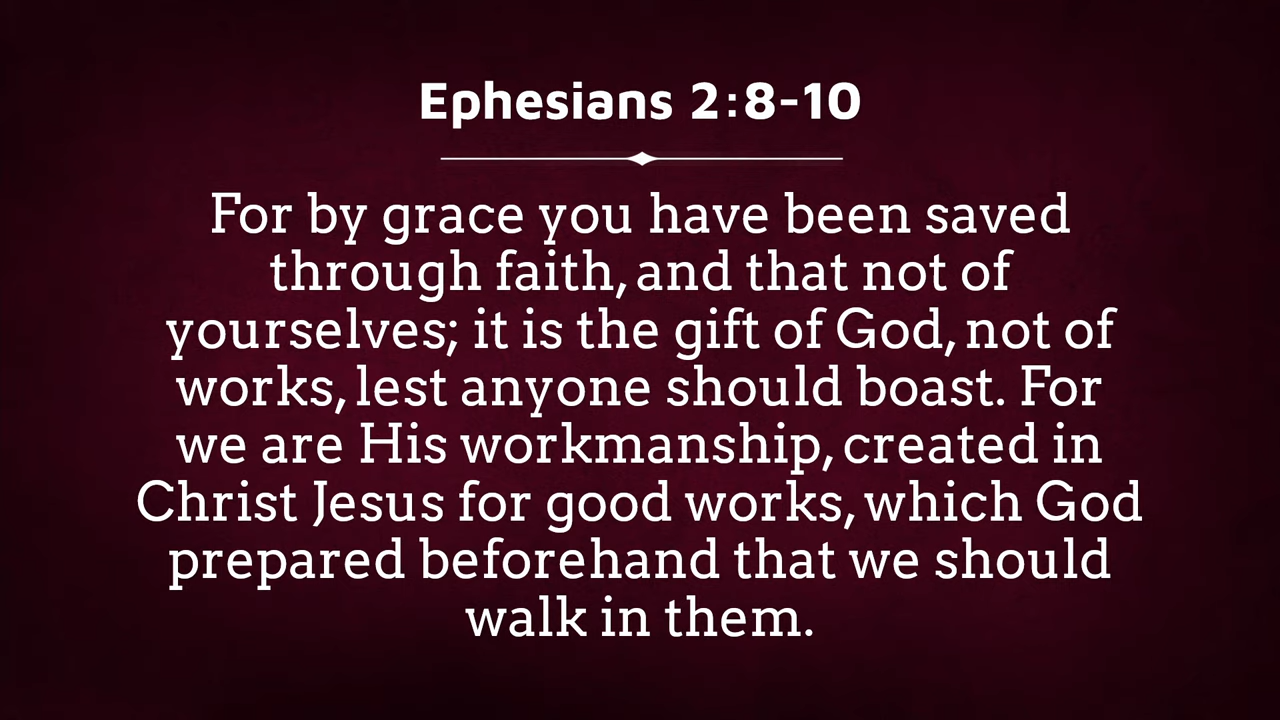 Ephesians 2:8-10
For by grace you have been saved
through faith, and that not of
yourselves; it is the gift of God, not of
works, lest anyone should boast. For
we are His workmanship, created in
Christ Jesus for good works, which God
prepared beforehand that we should
walk in them.